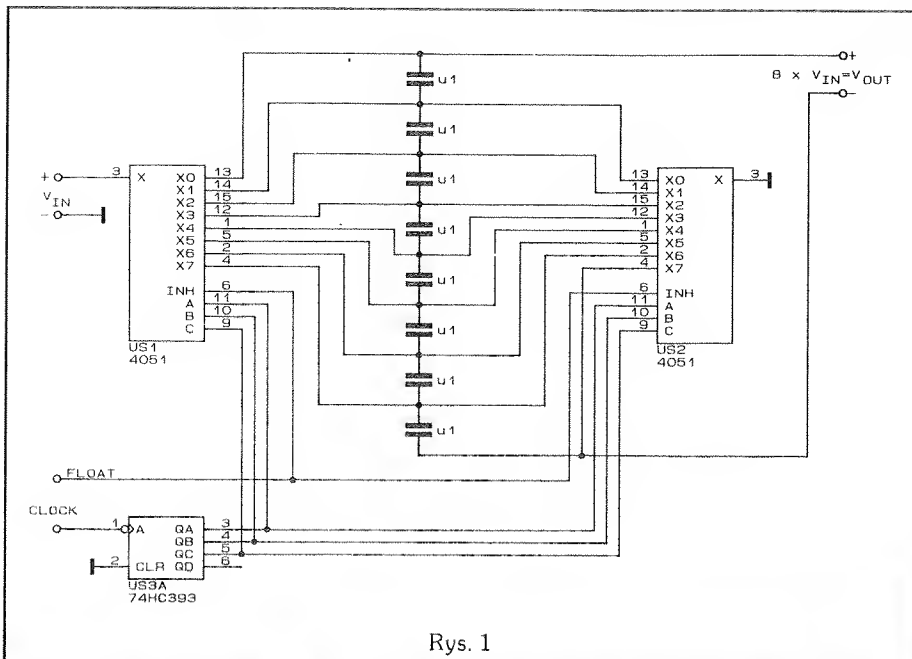 u1
u1
u1
u1
u1
u1
u1
u1
+
8 x VIN=VOUT
-
+
VIN
-
3 X
X0 13
X1 14
X2 15
X3 12
X4 1
X5 5
X6 2
X7 4
INH 6
A 11
B 10
C 9
US1
4051
13 X0
14 X1
15 X2
12 X3
1 X4
5 X5
2 X6
4 X7
6 INH
11 A
10 B
9 C
X 3
US2
4051
FLOAT
CLOCK
1 A
2 CLR
QA 3
QB 4
QC 5
QD 6
US3A
74HC393
Rys. 1